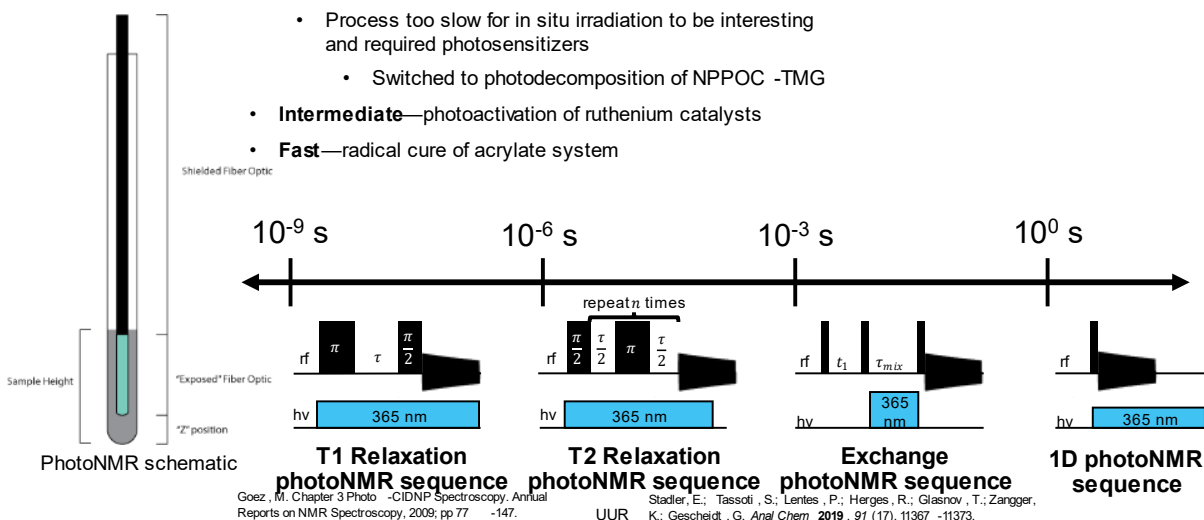 • Process too slow for in situ irradiation to be interesting
and required photosensitizers
• Switched to photodecomposition of NPPOC -TMG
• Intermediate—photoactivation of ruthenium catalysts
• Fast—radical cure of acrylate system
Shielded Fiber Optic
Sample Height
"Exposed" Fiber Optic
"Z" position
PhotoNMR schematic
10-9 s
10-6 s
10-3 s
100 s
rf π τ π/2
hv 365 nm
T1 Relaxation
photoNMR sequence
repeat n times
rf π/2 τ/2 π τ/2
hv 365 nm
T2 Relaxation
photoNMR sequence
rf t1 τmix
hv 365
nm
Exchange
photoNMR sequence
rf
hv 365 nm
1D photoNMR
sequence
Goez , M. Chapter 3 Photo -CIDNP Spectroscopy. Annual
Reports on NMR Spectroscopy, 2009; pp 77 -147.
UUR
Stadler, E.; Tassoti , S.; Lentes , P.; Herges , R.; Glasnov , T.; Zangger,
K.; Gescheidt , G. Anal Chem 2019 , 91 (17), 11367 -11373.